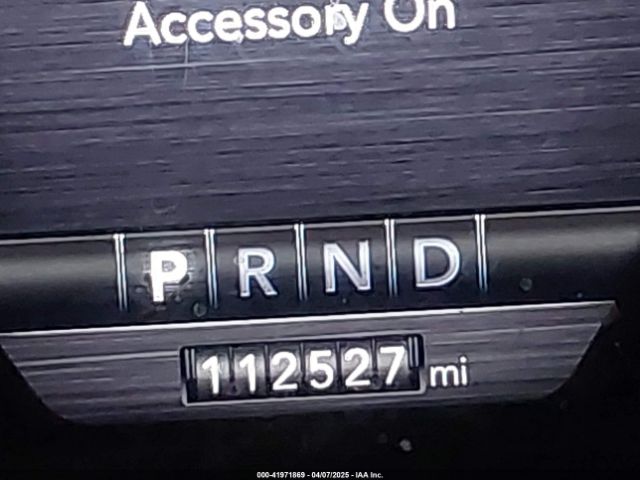 Accessory On
P R N D
112527 mi
000-41971869 - 04/07/2025 - IAA Inc.